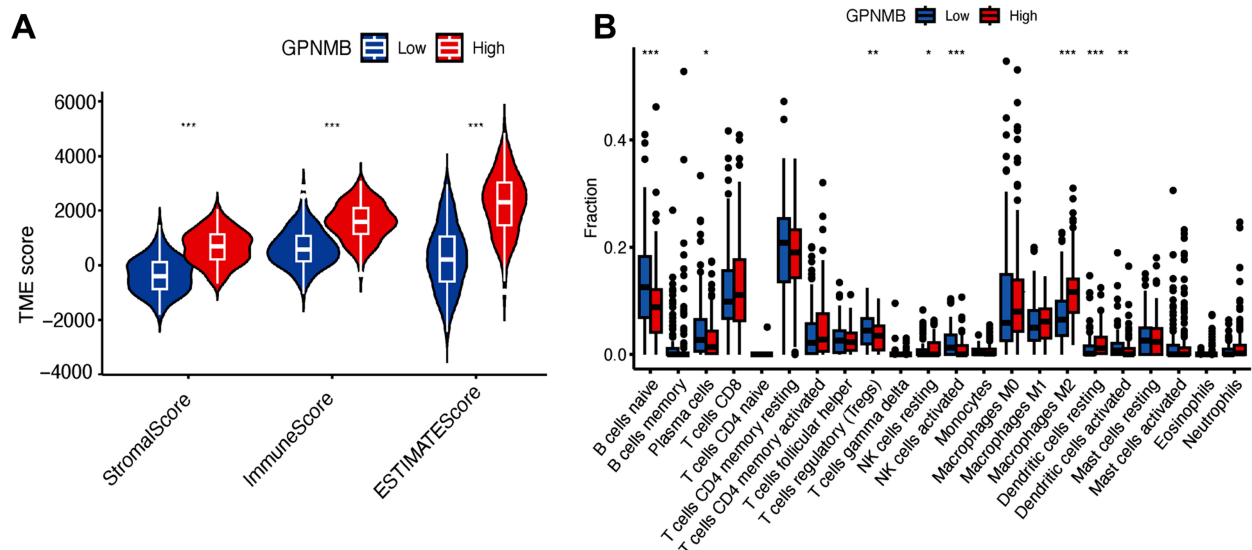 A
GPNMB Low High
TME score
6000
4000
2000
0
−2000
−4000
*** *** ***
StromalScore
ImmuneScore
ESTIMATEScore
B
GPNMB Low High
Fraction
0.4
0.2
0.0
*** * ** * *** *** *** **
B cells naive
B cells memory
Plasma cells
T cells CD8
T cells CD4 naive
T cells CD4 memory resting
T cells CD4 memory activated
T cells follicular helper
T cells regulatory (Tregs)
T cells gamma delta
NK cells resting
NK cells activated
Monocytes
Macrophages M0
Macrophages M1
Macrophages M2
Dendritic cells resting
Dendritic cells activated
Mast cells resting
Mast cells activated
Eosinophils
Neutrophils